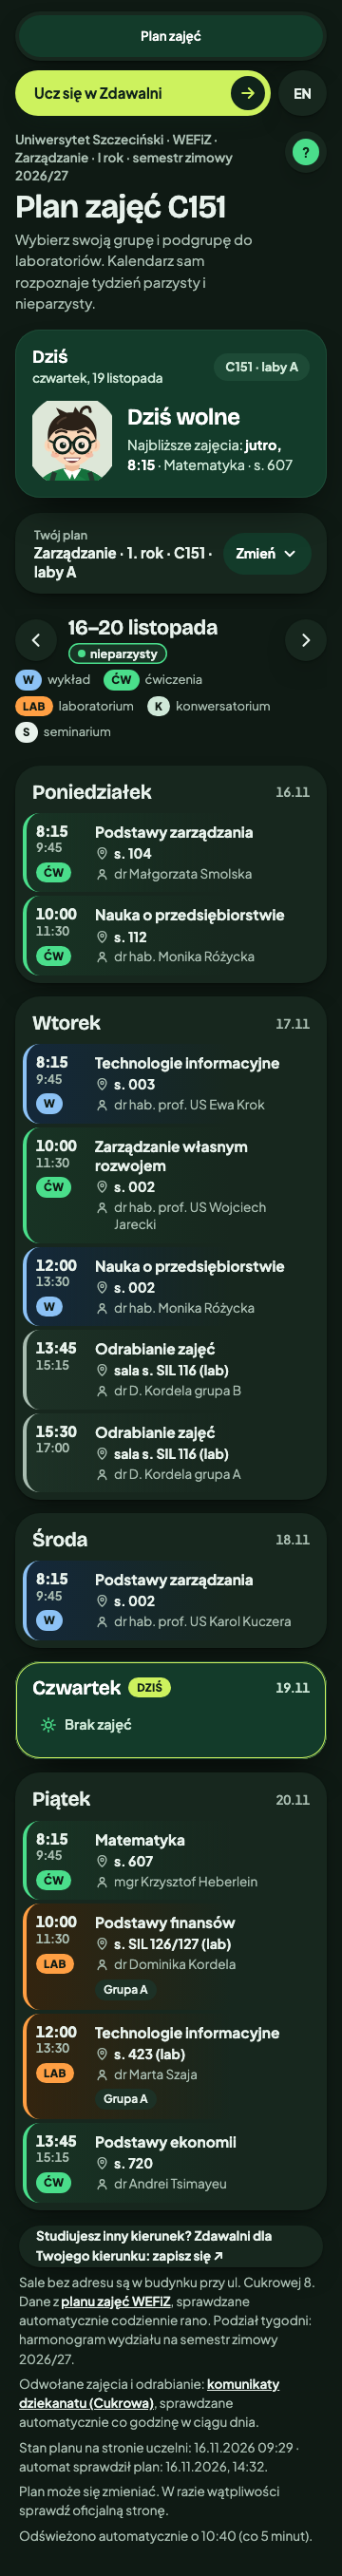 Plan zajęć
Ucz się w Zdawalni
EN
Uniwersytet Szczeciński · WEFiZ ·
Zarządzanie · I rok · semestr zimowy
2026/27
?
Plan zajęć C151
Wybierz swoją grupę i podgrupę do
laboratoriów. Kalendarz sam
rozpoznaje tydzień parzysty i
nieparzysty.
Dziś
czwartek, 19 listopada
C151 · laby A
Dziś wolne
Najbliższe zajęcia: jutro,
8:15 · Matematyka · s. 607
Twój plan
Zarządzanie · 1. rok · C151 ·
laby A
Zmień
16–20 listopada
nieparzysty
W wykład ĆW ćwiczenia
LAB laboratorium K konwersatorium
S seminarium
Poniedziałek 16.11
8:15 Podstawy zarządzania
9:45 s. 104
ĆW dr Małgorzata Smolska
10:00 Nauka o przedsiębiorstwie
11:30 s. 112
ĆW dr hab. Monika Różycka
Wtorek 17.11
8:15 Technologie informacyjne
9:45 s. 003
W dr hab. prof. US Ewa Krok
10:00 Zarządzanie własnym
11:30 rozwojem
ĆW s. 002
dr hab. prof. US Wojciech
Jarecki
12:00 Nauka o przedsiębiorstwie
13:30 s. 002
W dr hab. Monika Różycka
13:45 Odrabianie zajęć
15:15 sala s. SIL 116 (lab)
dr D. Kordela grupa B
15:30 Odrabianie zajęć
17:00 sala s. SIL 116 (lab)
dr D. Kordela grupa A
Środa 18.11
8:15 Podstawy zarządzania
9:45 s. 002
W dr hab. prof. US Karol Kuczera
Czwartek DZIŚ 19.11
Brak zajęć
Piątek 20.11
8:15 Matematyka
9:45 s. 607
ĆW mgr Krzysztof Heberlein
10:00 Podstawy finansów
11:30 s. SIL 126/127 (lab)
LAB dr Dominika Kordela
Grupa A
12:00 Technologie informacyjne
13:30 s. 423 (lab)
LAB dr Marta Szaja
Grupa A
13:45 Podstawy ekonomii
15:15 s. 720
ĆW dr Andrei Tsimayeu
Studiujesz inny kierunek? Zdawalni dla
Twojego kierunku: zapisz się ↗
Sale bez adresu są w budynku przy ul. Cukrowej 8.
Dane z planu zajęć WEFiZ, sprawdzane
automatycznie codziennie rano. Podział tygodni:
harmonogram wydziału na semestr zimowy
2026/27.
Odwołane zajęcia i odrabianie: komunikaty
dziekanatu (Cukrowa), sprawdzane
automatycznie co godzinę w ciągu dnia.
Stan planu na stronie uczelni: 16.11.2026 09:29 ·
automat sprawdził plan: 16.11.2026, 14:32.
Plan może się zmieniać. W razie wątpliwości
sprawdź oficjalną stronę.
Odświeżono automatycznie o 10:40 (co 5 minut).